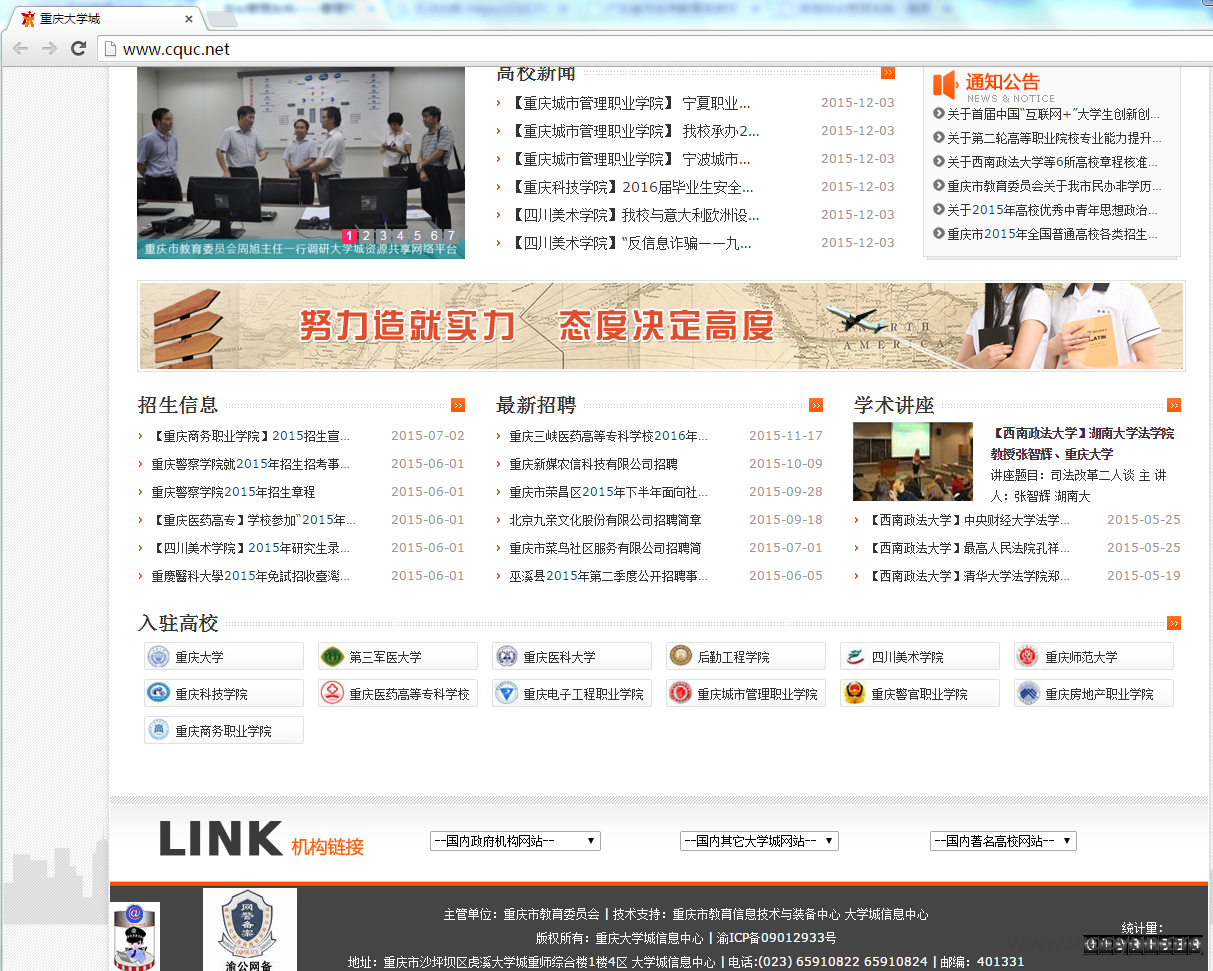 重庆大学城
www.cquc.net
重庆市教育委员会周旭主任一行调研大学城资源共享网络平台
1 2 3 4 5 6 7
高校新闻
【重庆城市管理职业学院】 宁夏职业... 2015-12-03
【重庆城市管理职业学院】 我校承办2... 2015-12-03
【重庆城市管理职业学院】 宁波城市... 2015-12-03
【重庆科技学院】2016届毕业生安全... 2015-12-03
【四川美术学院】我校与意大利欧洲设... 2015-12-03
【四川美术学院】“反信息诈骗——九... 2015-12-03
通知公告
NEWS & NOTICE
关于首届中国“互联网+”大学生创新创...
关于第二轮高等职业院校专业能力提升...
关于西南政法大学等6所高校章程核准...
重庆市教育委员会关于我市民办非学历...
关于2015年高校优秀中青年思想政治...
重庆市2015年全国普通高校各类招生...
努力造就实力 态度决定高度
NORTH
AMERICA
LATIN
招生信息
【重庆商务职业学院】2015招生宣... 2015-07-02
重庆警察学院就2015年招生招考事... 2015-06-01
重庆警察学院2015年招生章程 2015-06-01
【重庆医药高专】学校参加“2015年... 2015-06-01
【四川美术学院】2015年研究生录... 2015-06-01
重慶醫科大學2015年免試招收臺灣... 2015-06-01
最新招聘
重庆三峡医药高等专科学校2016年... 2015-11-17
重庆新媒农信科技有限公司招聘 2015-10-09
重庆市荣昌区2015年下半年面向社... 2015-09-28
北京九亲文化股份有限公司招聘简章 2015-09-18
重庆市菜鸟社区服务有限公司招聘简 2015-07-01
巫溪县2015年第二季度公开招聘事... 2015-06-05
学术讲座
【西南政法大学】湖南大学法学院
教授张智辉、重庆大学
讲座题目：司法改革二人谈 主 讲
人：张智辉 湖南大
【西南政法大学】中央财经大学法学... 2015-05-25
【西南政法大学】最高人民法院孔祥... 2015-05-25
【西南政法大学】清华大学法学院郑... 2015-05-19
入驻高校
重庆大学 第三军医大学 重庆医科大学 后勤工程学院 四川美术学院 重庆师范大学
重庆科技学院 重庆医药高等专科学校 重庆电子工程职业学院 重庆城市管理职业学院 重庆警官职业学院 重庆房地产职业学院
重庆商务职业学院
LINK 机构链接
--国内政府机构网站-- --国内其它大学城网站-- --国内著名高校网站--
网警
备案
渝公网备
主管单位：重庆市教育委员会 | 技术支持：重庆市教育信息技术与装备中心 大学城信息中心
版权所有：重庆大学城信息中心 | 渝ICP备09012933号
地址：重庆市沙坪坝区虎溪大学城重师综合楼1楼4区 大学城信息中心 | 电话:(023) 65910822 65910824 | 邮编：401331
统计量：